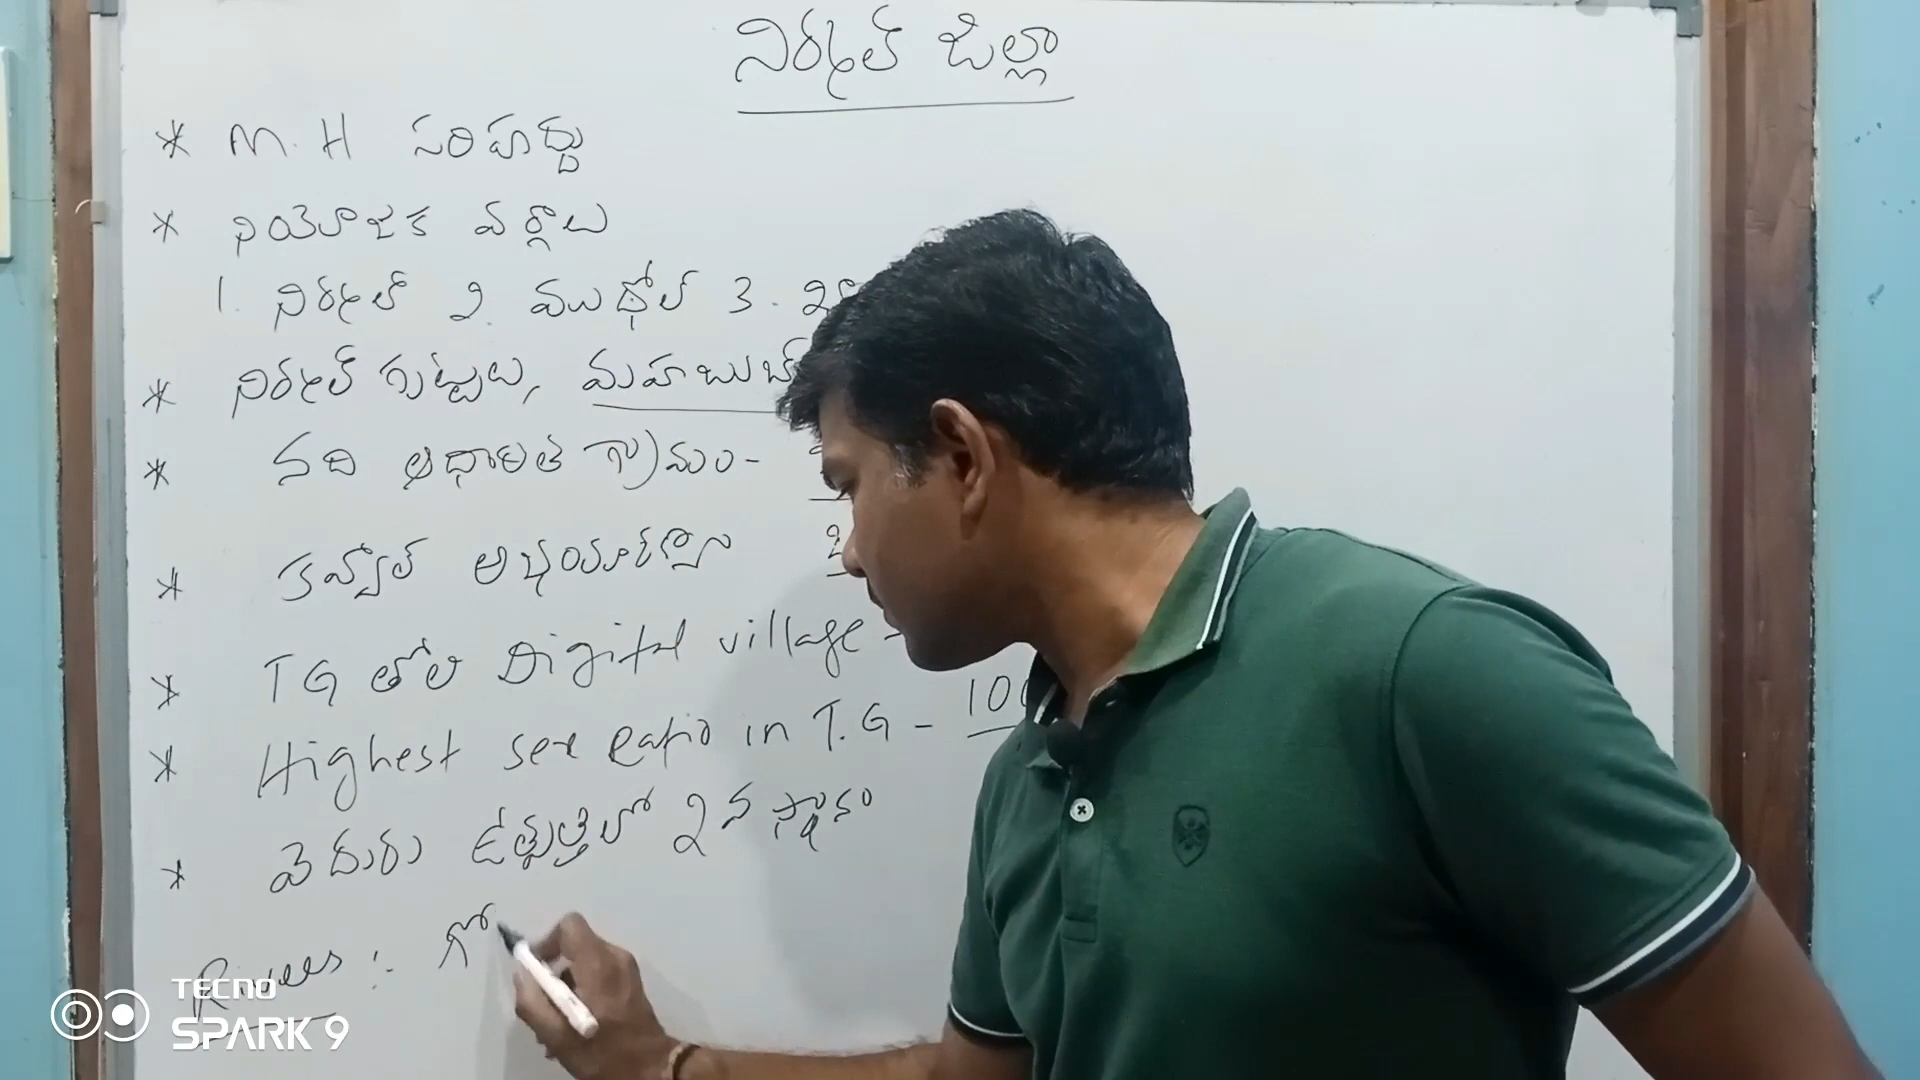 నిర్మల్ జిల్లా
* M.H సరిహద్దు
* నియోజక వర్గాలు
1. నిర్మల్ 2. ముథోల్ 3.
* నిర్మల్ గుట్టలు, మహబుబ్
* నది ఆధారిత గ్రామం -
* కవ్వాల్ అభయారణ్యం
* TG తొలి Digital village -
* Highest sex Ratio in T.G - 10
* వెదురు ఉత్పత్తిలో 2వ స్థానం
Rivers :- గో
TECNO
SPARK 9